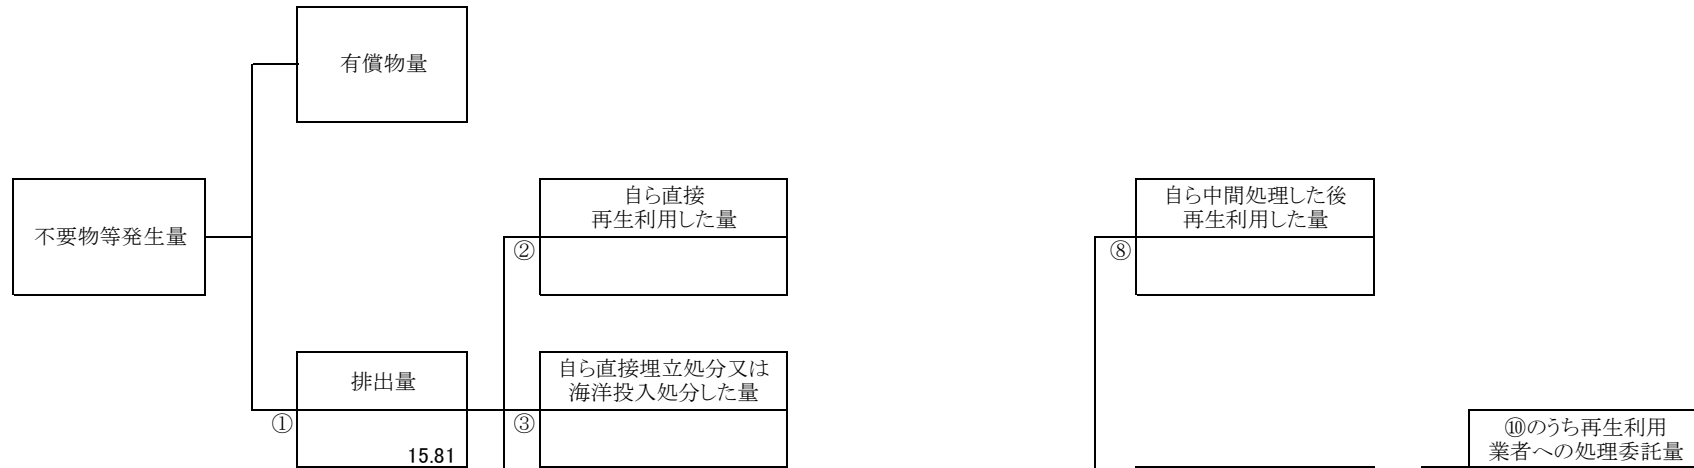 有償物量
不要物等発生量
自ら直接
再生利用した量
②
自ら中間処理した後
再生利用した量
⑧
排出量
①
15.81
自ら直接埋立処分又は
海洋投入処分した量
③
⑩のうち再生利用
業者への処理委託量